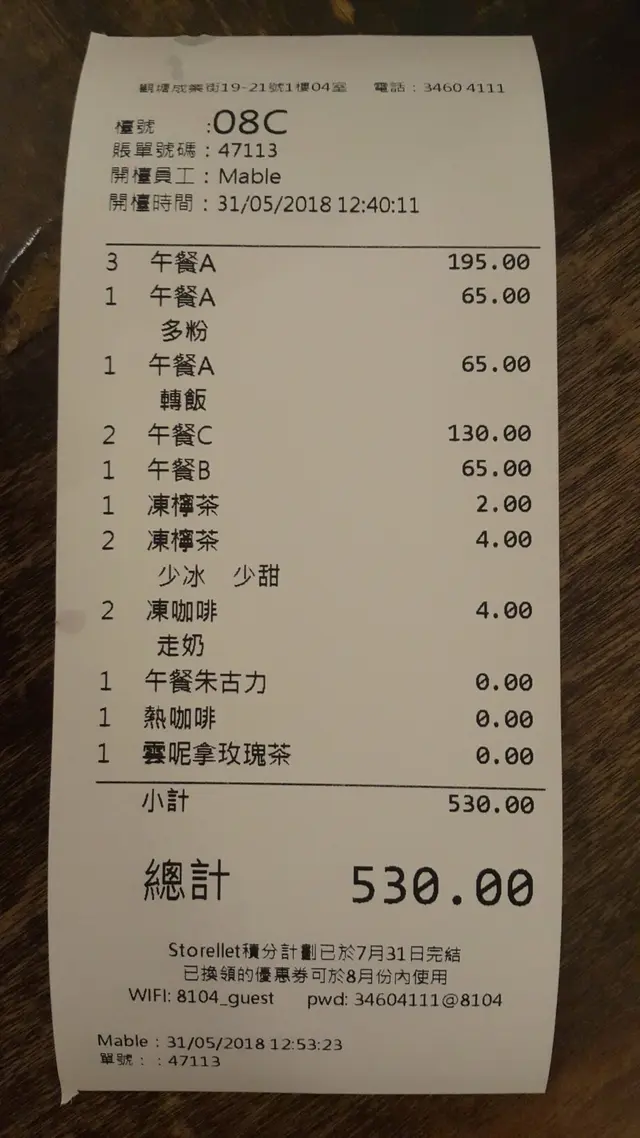 觀塘成業街19-21號1樓04室 電話：3460 4111
檯號 :08C
賬單號碼：47113
開檯員工：Mable
開檯時間：31/05/2018 12:40:11
3 午餐A 195.00
1 午餐A 65.00
多粉
1 午餐A 65.00
轉飯
2 午餐C 130.00
1 午餐B 65.00
1 凍檸茶 2.00
2 凍檸茶 4.00
少冰 少甜
2 凍咖啡 4.00
走奶
1 午餐朱古力 0.00
1 熱咖啡 0.00
1 雲呢拿玫瑰茶 0.00
小計 530.00
總計 530.00
Storellet積分計劃已於7月31日完結
已換領的優惠券可於8月份內使用
WIFI: 8104_guest pwd: 34604111@8104
Mable：31/05/2018 12:53:23
單號：：47113